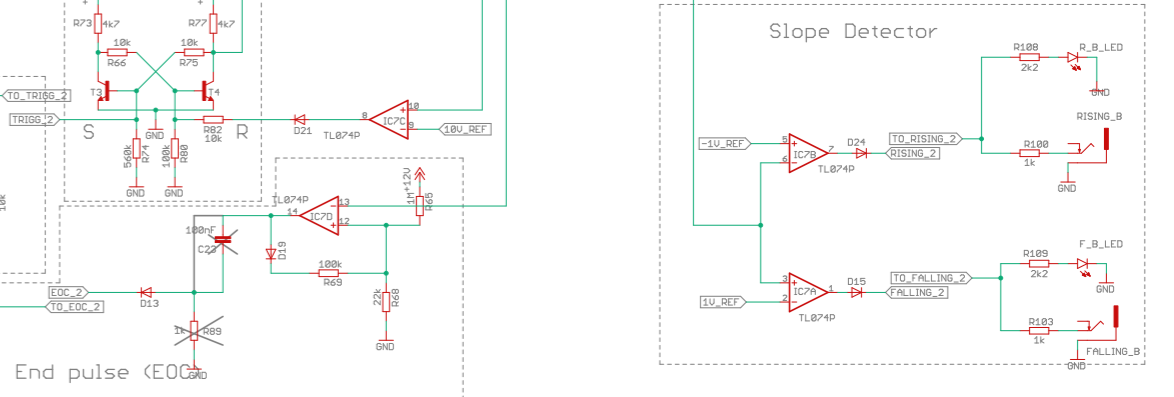 R73
4k7
R77
4k7
10k
R66
10k
R75
T3
T4
TO_TRIGG_2
TRIGG_2
S
GND
R82
10k
R
D21
IC7C
8
10
9
TL074P
10V_REF
560k
R74
100k
R80
GND
GND
10k
TL074P
14
IC7D
13
12
1M
+12V
R65
100nF
C23
D19
100k
R69
22k
R68
EOC_2
TO_EOC_2
D13
1k
R89
GND
GND
End pulse (EOC)
Slope Detector
R108
2k2
R_B_LED
GND
-1V_REF
5
6
IC7B
7
TL074P
D24
TO_RISING_2
RISING_2
R100
1k
RISING_B
GND
1V_REF
3
2
IC7A
1
TL074P
D15
TO_FALLING_2
FALLING_2
R109
2k2
F_B_LED
GND
R103
1k
FALLING_B
GND